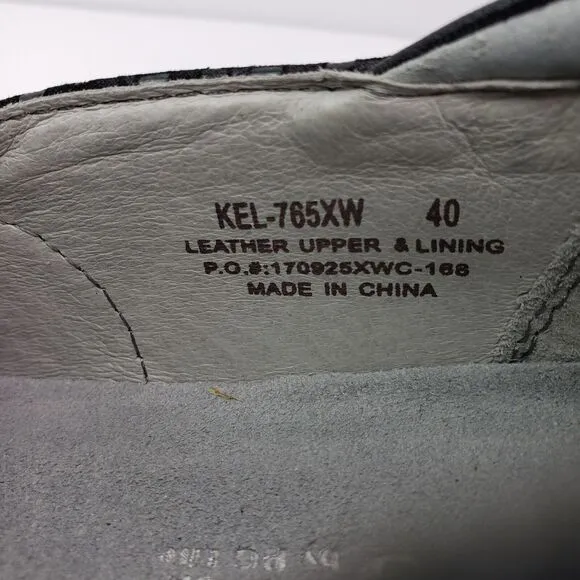 KEL-765XW 40
LEATHER UPPER & LINING
P.O.#:170925XWC-168
MADE IN CHINA